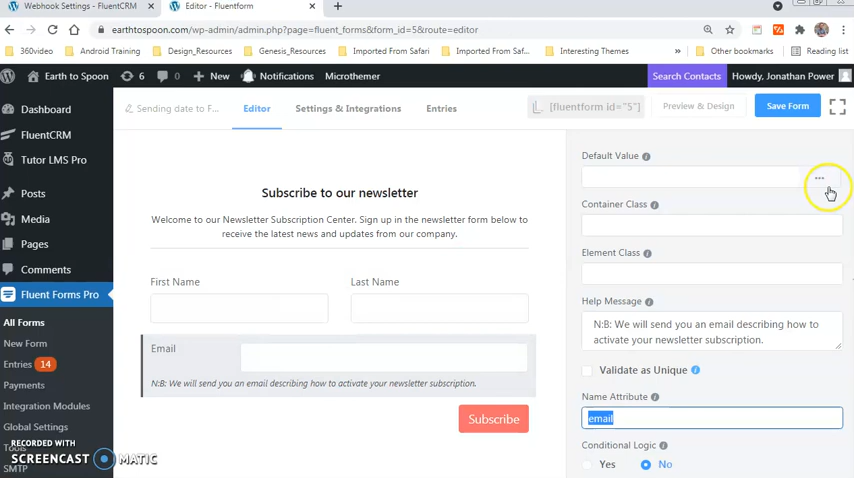 Webhook Settings - FluentCRM
Editor - Fluentform
earthtospoon.com/wp-admin/admin.php?page=fluent_forms&form_id=5&route=editor
360video
Android Training
Design_Resources
Genesis_Resources
Imported From Safari
Imported From Saf...
Interesting Themes
Other bookmarks
Reading list
Earth to Spoon
6
0
New
Notifications
Microthemer
Search Contacts
Howdy, Jonathan Power
Dashboard
FluentCRM
Tutor LMS Pro
Posts
Media
Pages
Comments
Fluent Forms Pro
All Forms
New Form
Entries 14
Payments
Integration Modules
Global Settings
Tools
SMTP
Sending date to F...
Editor
Settings & Integrations
Entries
[fluentform id="5"]
Preview & Design
Save Form
Subscribe to our newsletter
Welcome to our Newsletter Subscription Center. Sign up in the newsletter form below to
receive the latest news and updates from our company.
First Name
Last Name
Email
N:B: We will send you an email describing how to activate your newsletter subscription.
Subscribe
Default Value
Container Class
Element Class
Help Message
N:B: We will send you an email describing how to
activate your newsletter subscription.
Validate as Unique
Name Attribute
email
Conditional Logic
Yes
No
RECORDED WITH
SCREENCAST MATIC